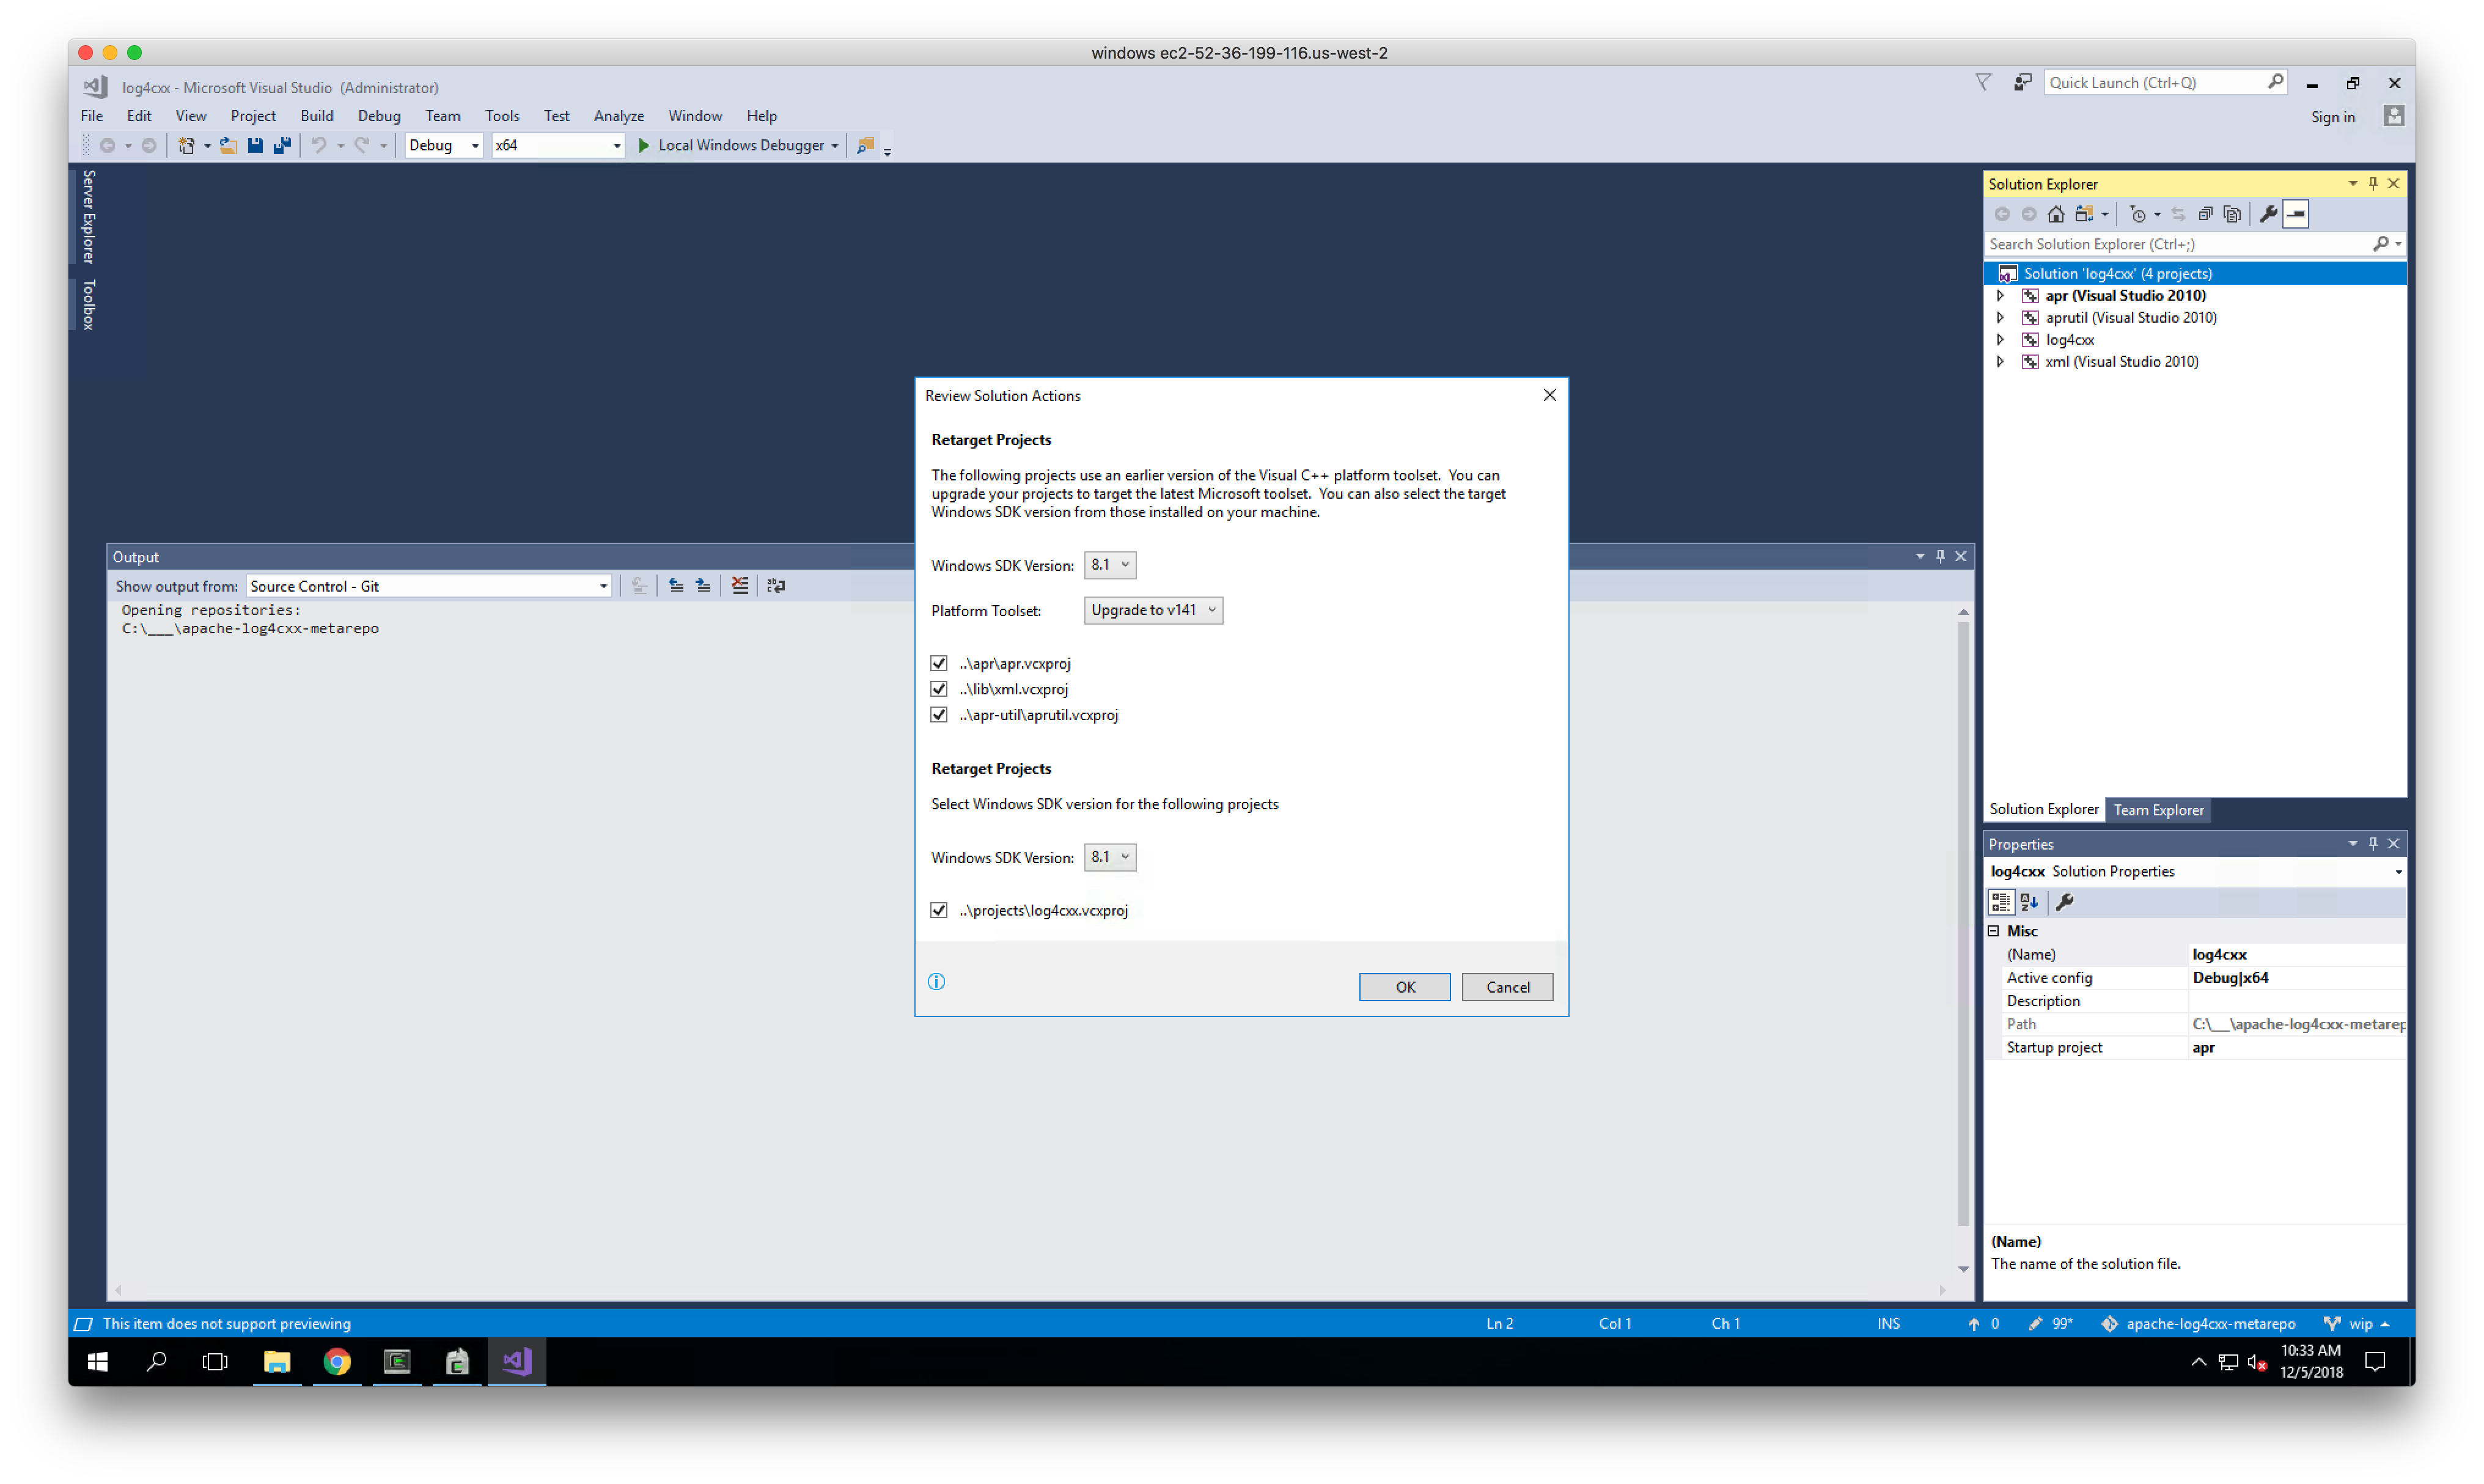 windows ec2-52-36-199-116.us-west-2
log4cxx - Microsoft Visual Studio (Administrator)
Quick Launch (Ctrl+Q)
File Edit View Project Build Debug Team Tools Test Analyze Window Help
Sign in
Debug x64 Local Windows Debugger
Server Explorer
Toolbox
Solution Explorer
Search Solution Explorer (Ctrl+;)
Solution 'log4cxx' (4 projects)
apr (Visual Studio 2010)
aprutil (Visual Studio 2010)
log4cxx
xml (Visual Studio 2010)
Review Solution Actions
Retarget Projects
The following projects use an earlier version of the Visual C++ platform toolset. You can
upgrade your projects to target the latest Microsoft toolset. You can also select the target
Windows SDK version from those installed on your machine.
Windows SDK Version: 8.1
Platform Toolset: Upgrade to v141
..\apr\apr.vcxproj
..\lib\xml.vcxproj
..\apr-util\aprutil.vcxproj
Retarget Projects
Select Windows SDK version for the following projects
Windows SDK Version: 8.1
..\projects\log4cxx.vcxproj
OK Cancel
Output
Show output from: Source Control - Git
Opening repositories:
C:\___\apache-log4cxx-metarepo
Solution Explorer Team Explorer
Properties
log4cxx Solution Properties
Misc
(Name) log4cxx
Active config Debug|x64
Description
Path C:\__\apache-log4cxx-metarep
Startup project apr
(Name)
The name of the solution file.
This item does not support previewing
Ln 2 Col 1 Ch 1 INS 0 99* apache-log4cxx-metarepo wip
10:33 AM
12/5/2018